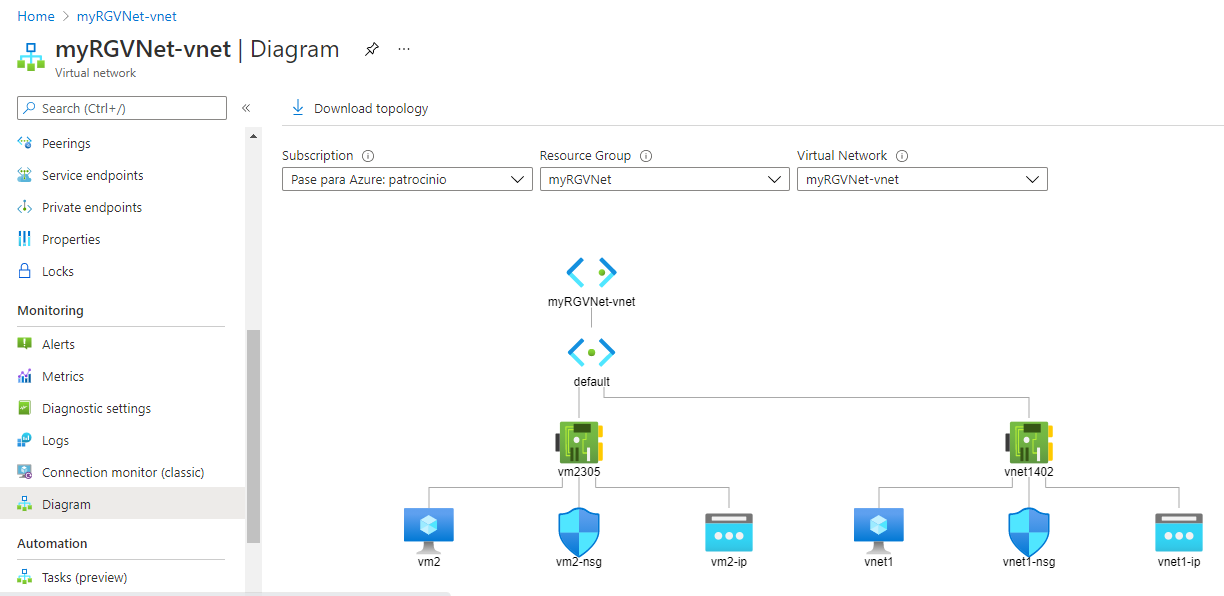 Home > myRGVNet-vnet
myRGVNet-vnet | Diagram ...
Virtual network
Search (Ctrl+/) «
Peerings
Service endpoints
Private endpoints
Properties
Locks
Monitoring
Alerts
Metrics
Diagnostic settings
Logs
Connection monitor (classic)
Diagram
Automation
Tasks (preview)
Download topology
Subscription Resource Group Virtual Network
Pase para Azure: patrocinio myRGVNet myRGVNet-vnet
myRGVNet-vnet
default
vm2305 vnet1402
vm2 vm2-nsg vm2-ip vnet1 vnet1-nsg vnet1-ip